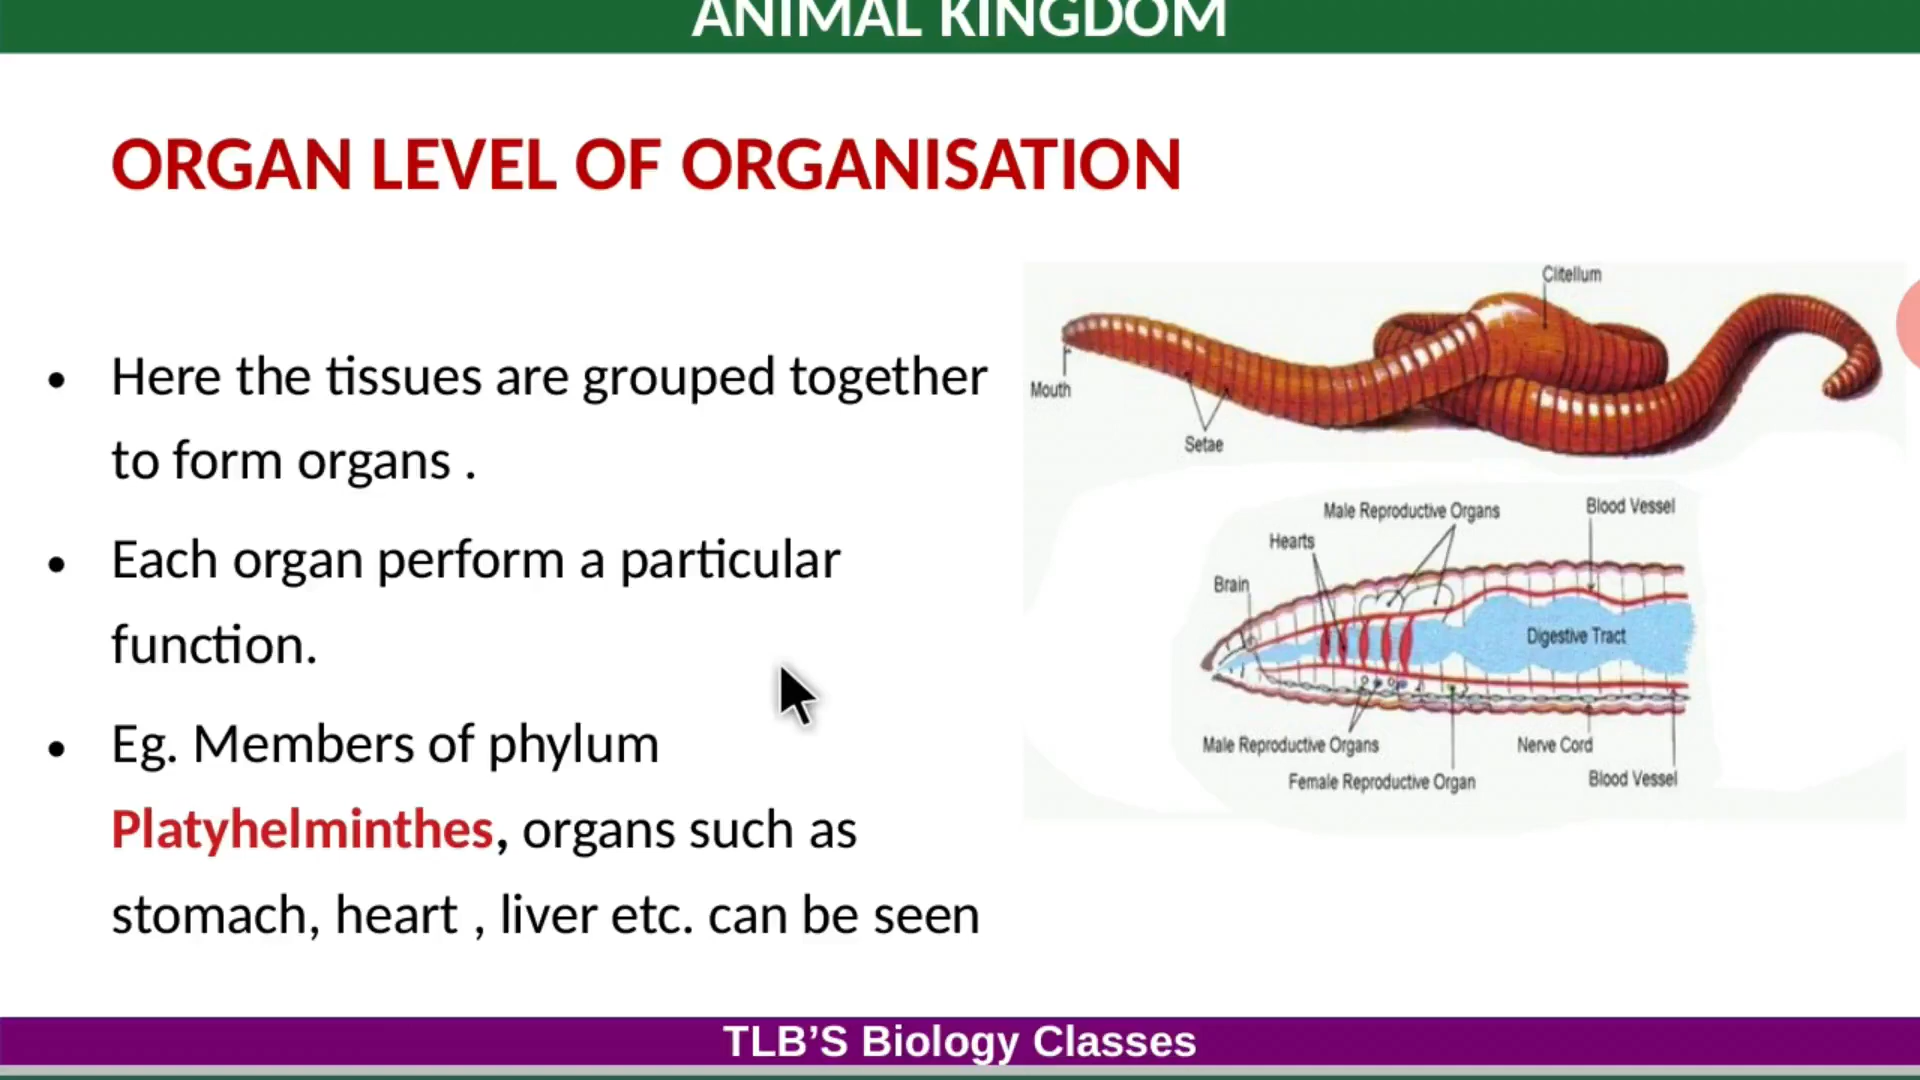 ANIMAL KINGDOM
ORGAN LEVEL OF ORGANISATION
• Here the tissues are grouped together
to form organs .
• Each organ perform a particular
function.
• Eg. Members of phylum
Platyhelminthes, organs such as
stomach, heart , liver etc. can be seen
Clitellum
Mouth
Setae
Male Reproductive Organs
Blood Vessel
Hearts
Brain
Digestive Tract
Male Reproductive Organs
Nerve Cord
Female Reproductive Organ
Blood Vessel
TLB’S Biology Classes